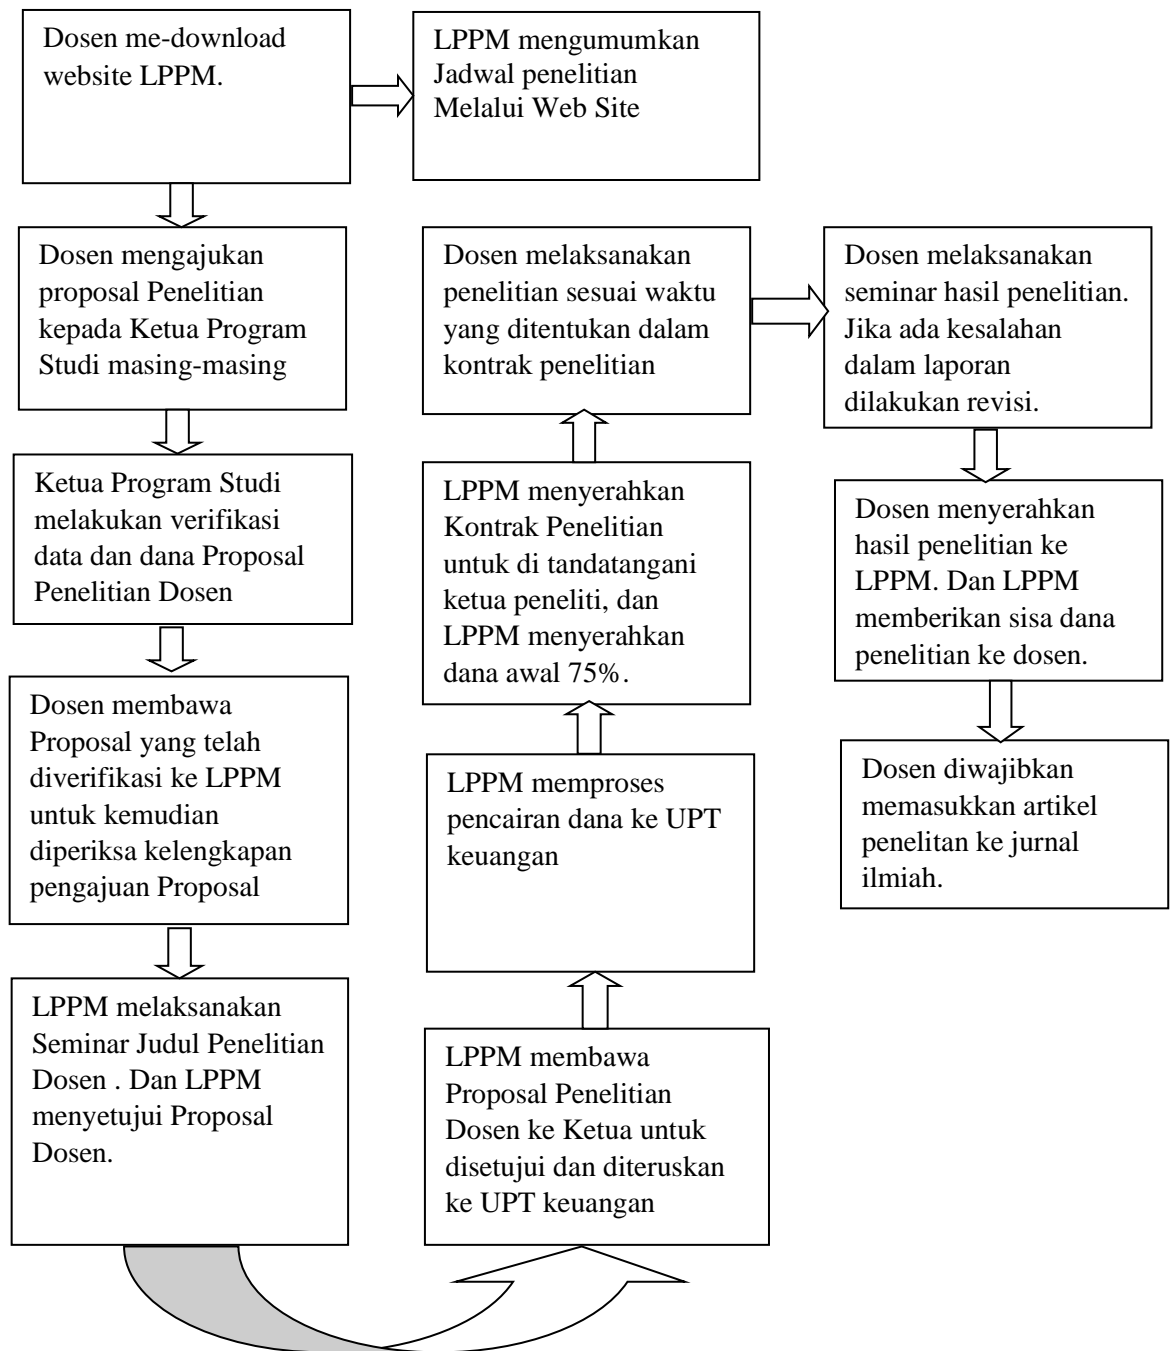 Dosen me-download
website LPPM.
LPPM mengumumkan
Jadwal penelitian
Melalui Web Site
Dosen mengajukan
proposal Penelitian
kepada Ketua Program
Studi masing-masing
Ketua Program Studi
melakukan verifikasi
data dan dana Proposal
Penelitian Dosen
Dosen membawa
Proposal yang telah
diverifikasi ke LPPM
untuk kemudian
diperiksa kelengkapan
pengajuan Proposal
LPPM melaksanakan
Seminar Judul Penelitian
Dosen . Dan LPPM
menyetujui Proposal
Dosen.
LPPM membawa
Proposal Penelitian
Dosen ke Ketua untuk
disetujui dan diteruskan
ke UPT keuangan
LPPM memproses
pencairan dana ke UPT
keuangan
LPPM menyerahkan
Kontrak Penelitian
untuk di tandatangani
ketua peneliti, dan
LPPM menyerahkan
dana awal 75%.
Dosen melaksanakan
penelitian sesuai waktu
yang ditentukan dalam
kontrak penelitian
Dosen melaksanakan
seminar hasil penelitian.
Jika ada kesalahan
dalam laporan
dilakukan revisi.
Dosen menyerahkan
hasil penelitian ke
LPPM. Dan LPPM
memberikan sisa dana
penelitian ke dosen.
Dosen diwajibkan
memasukkan artikel
penelitan ke jurnal
ilmiah.